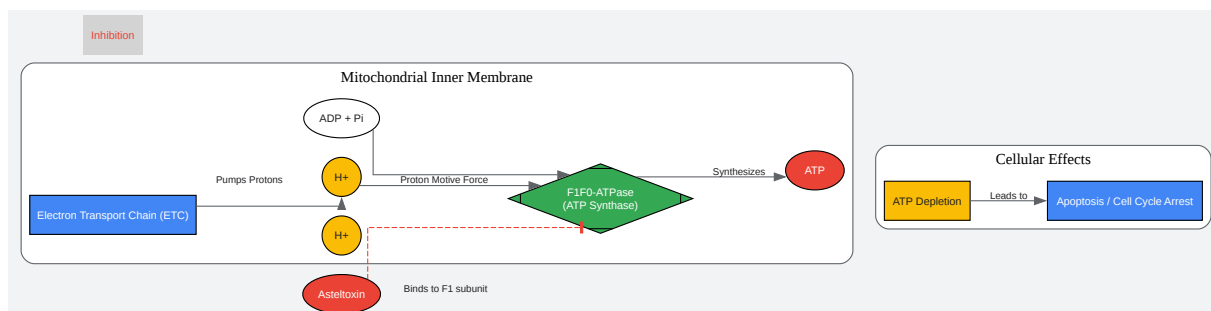 Inhibition
Mitochondrial Inner Membrane
ADP + Pi
H+
Pumps Protons
Proton Motive Force
Electron Transport Chain (ETC)
H+
F1F0-ATPase
(ATP Synthase)
Synthesizes
ATP
Asteltoxin
Binds to F1 subunit
Cellular Effects
ATP Depletion
Leads to
Apoptosis / Cell Cycle Arrest